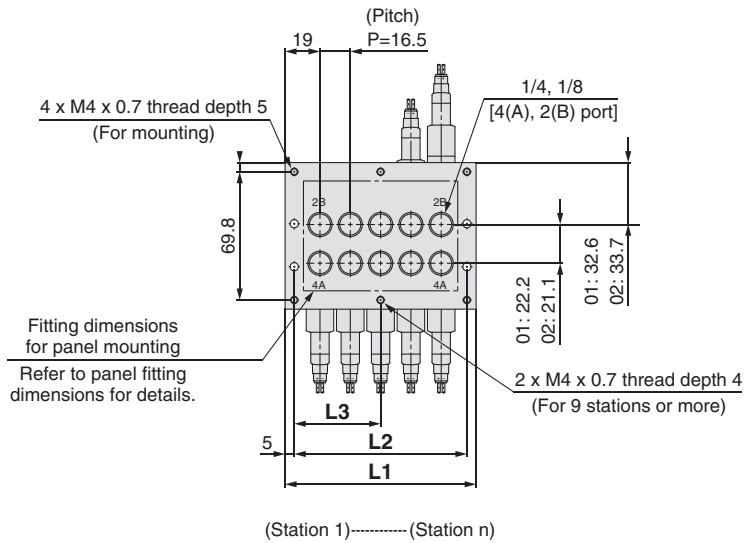 (Pitch)
19
P=16.5
4 x M4 x 0.7 thread depth 5
(For mounting)
1/4, 1/8
[4(A), 2(B) port]
2B
2B
69.8
4A
4A
01: 22.2
02: 21.1
01: 32.6
02: 33.7
Fitting dimensions
for panel mounting
Refer to panel fitting
dimensions for details.
2 x M4 x 0.7 thread depth 4
(For 9 stations or more)
L3
5
L2
L1
(Station 1)------------(Station n)